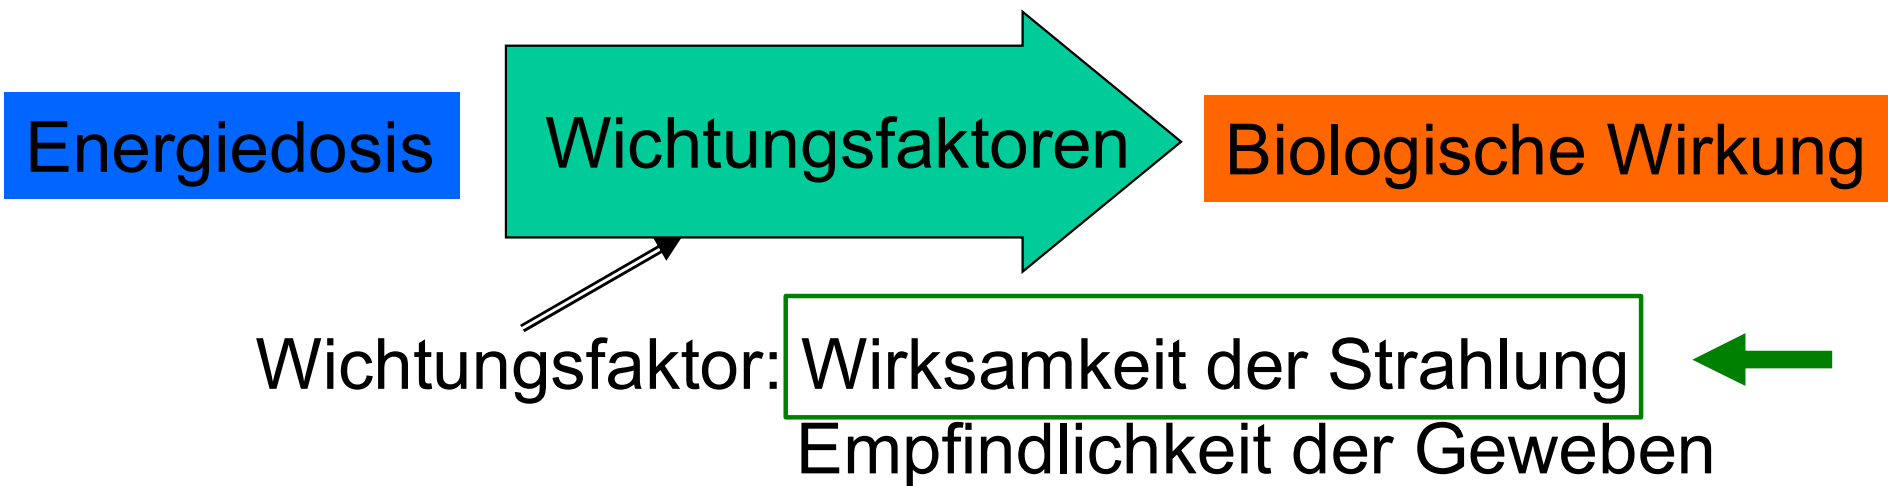 Energiedosis
Wichtungsfaktoren
Biologische Wirkung
Wichtungsfaktor: Wirksamkeit der Strahlung
Empfindlichkeit der Geweben